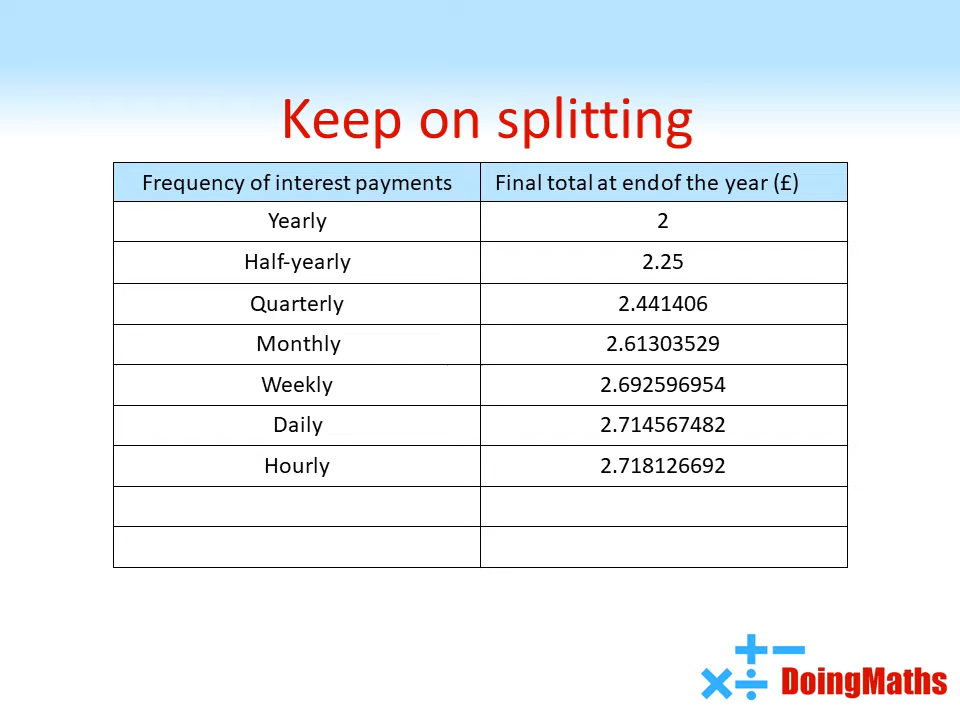 Keep on splitting
Frequency of interest payments Final total at endof the year (£)
Yearly 2
Half-yearly 2.25
Quarterly 2.441406
Monthly 2.61303529
Weekly 2.692596954
Daily 2.714567482
Hourly 2.718126692
DoingMaths